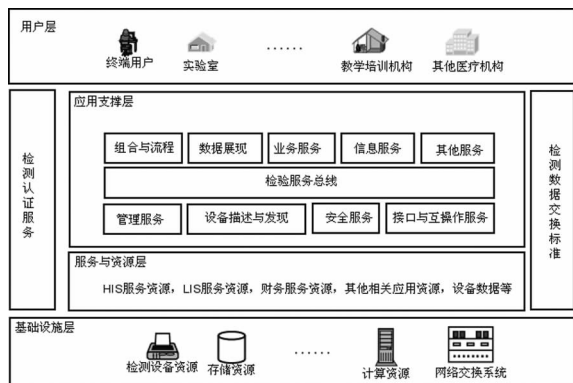 用户层
......
终端用户 实验室 教学培训机构 其他医疗机构
检测认证服务
应用支撑层
组合与流程 数据展现 业务服务 信息服务 其他服务
检验服务总线
管理服务 设备描述与发现 安全服务 接口与互操作服务
服务与资源层
HIS服务资源，LIS服务资源，财务服务资源，其他相关应用资源，设备数据等
检测数据交换标准
基础设施层
......
检测设备资源 存储资源 计算资源 网络交换系统